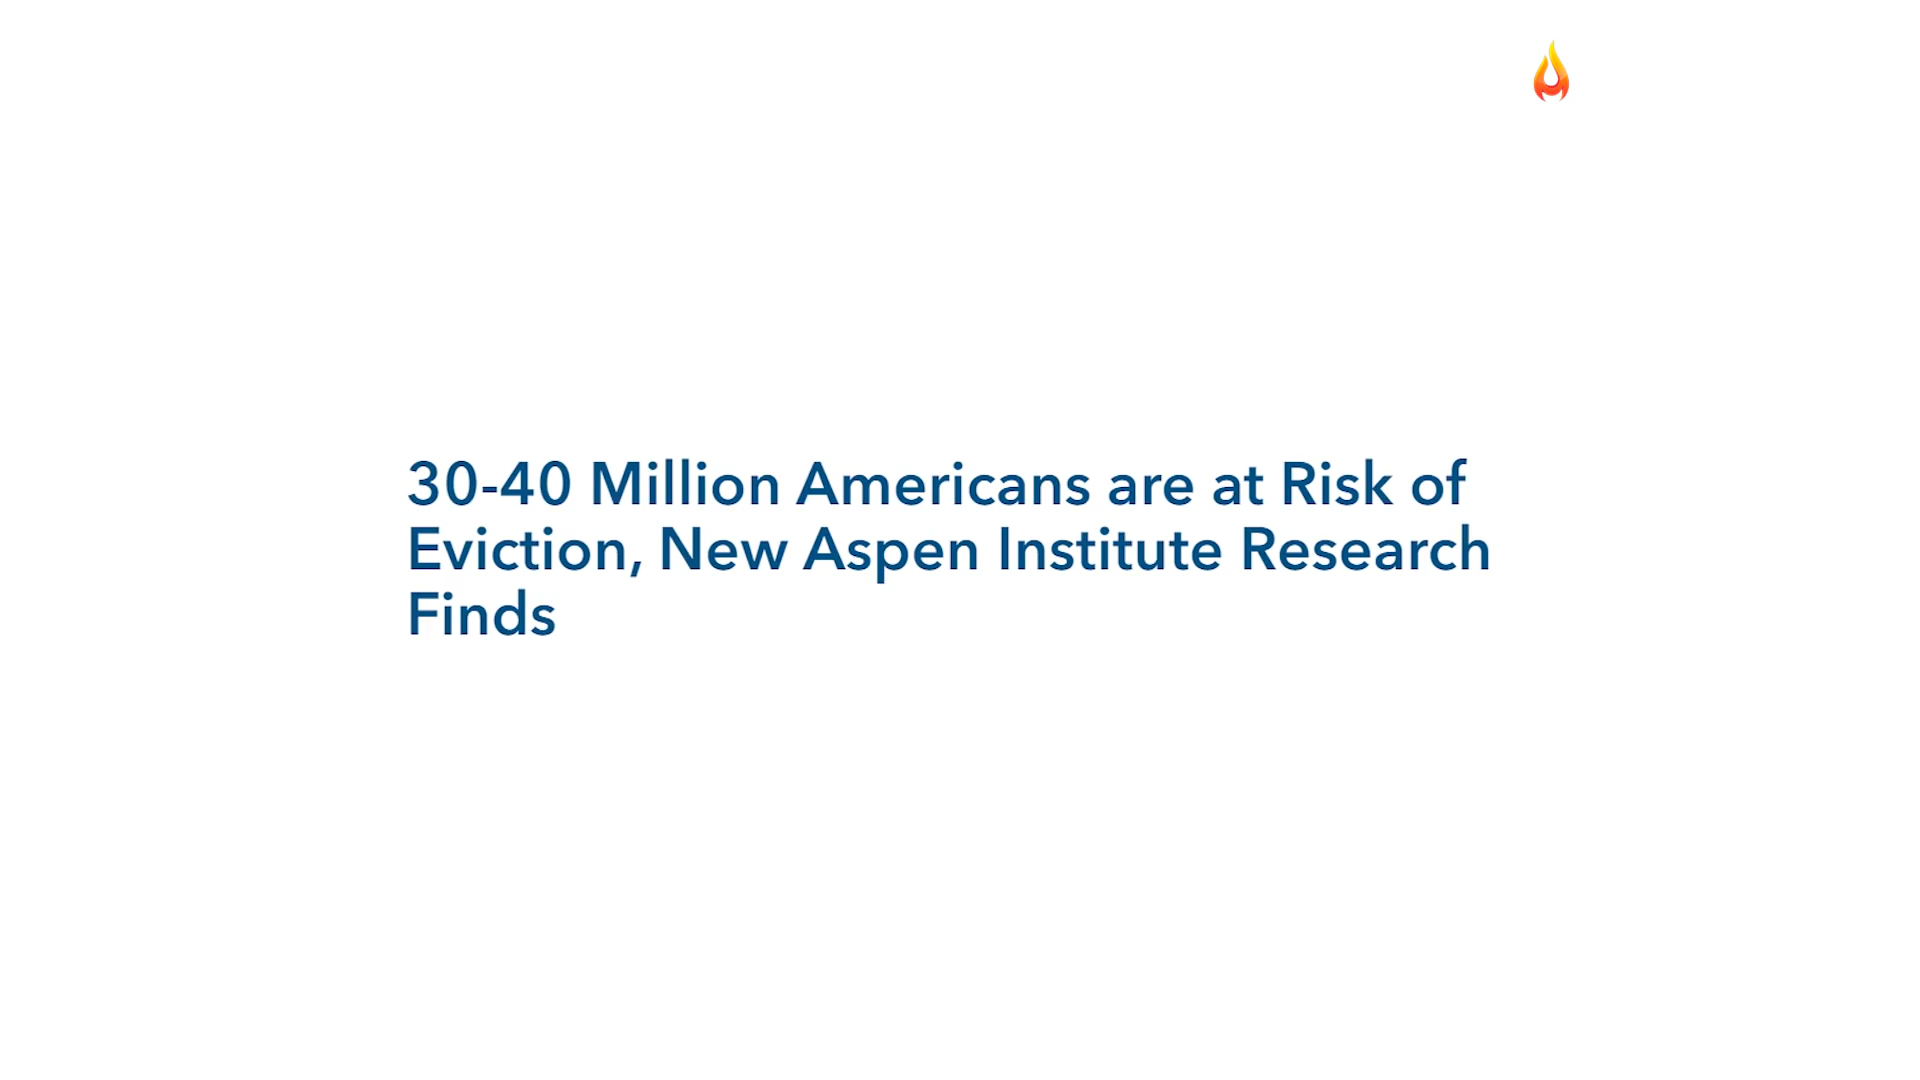 30-40 Million Americans are at Risk of
Eviction, New Aspen Institute Research
Finds